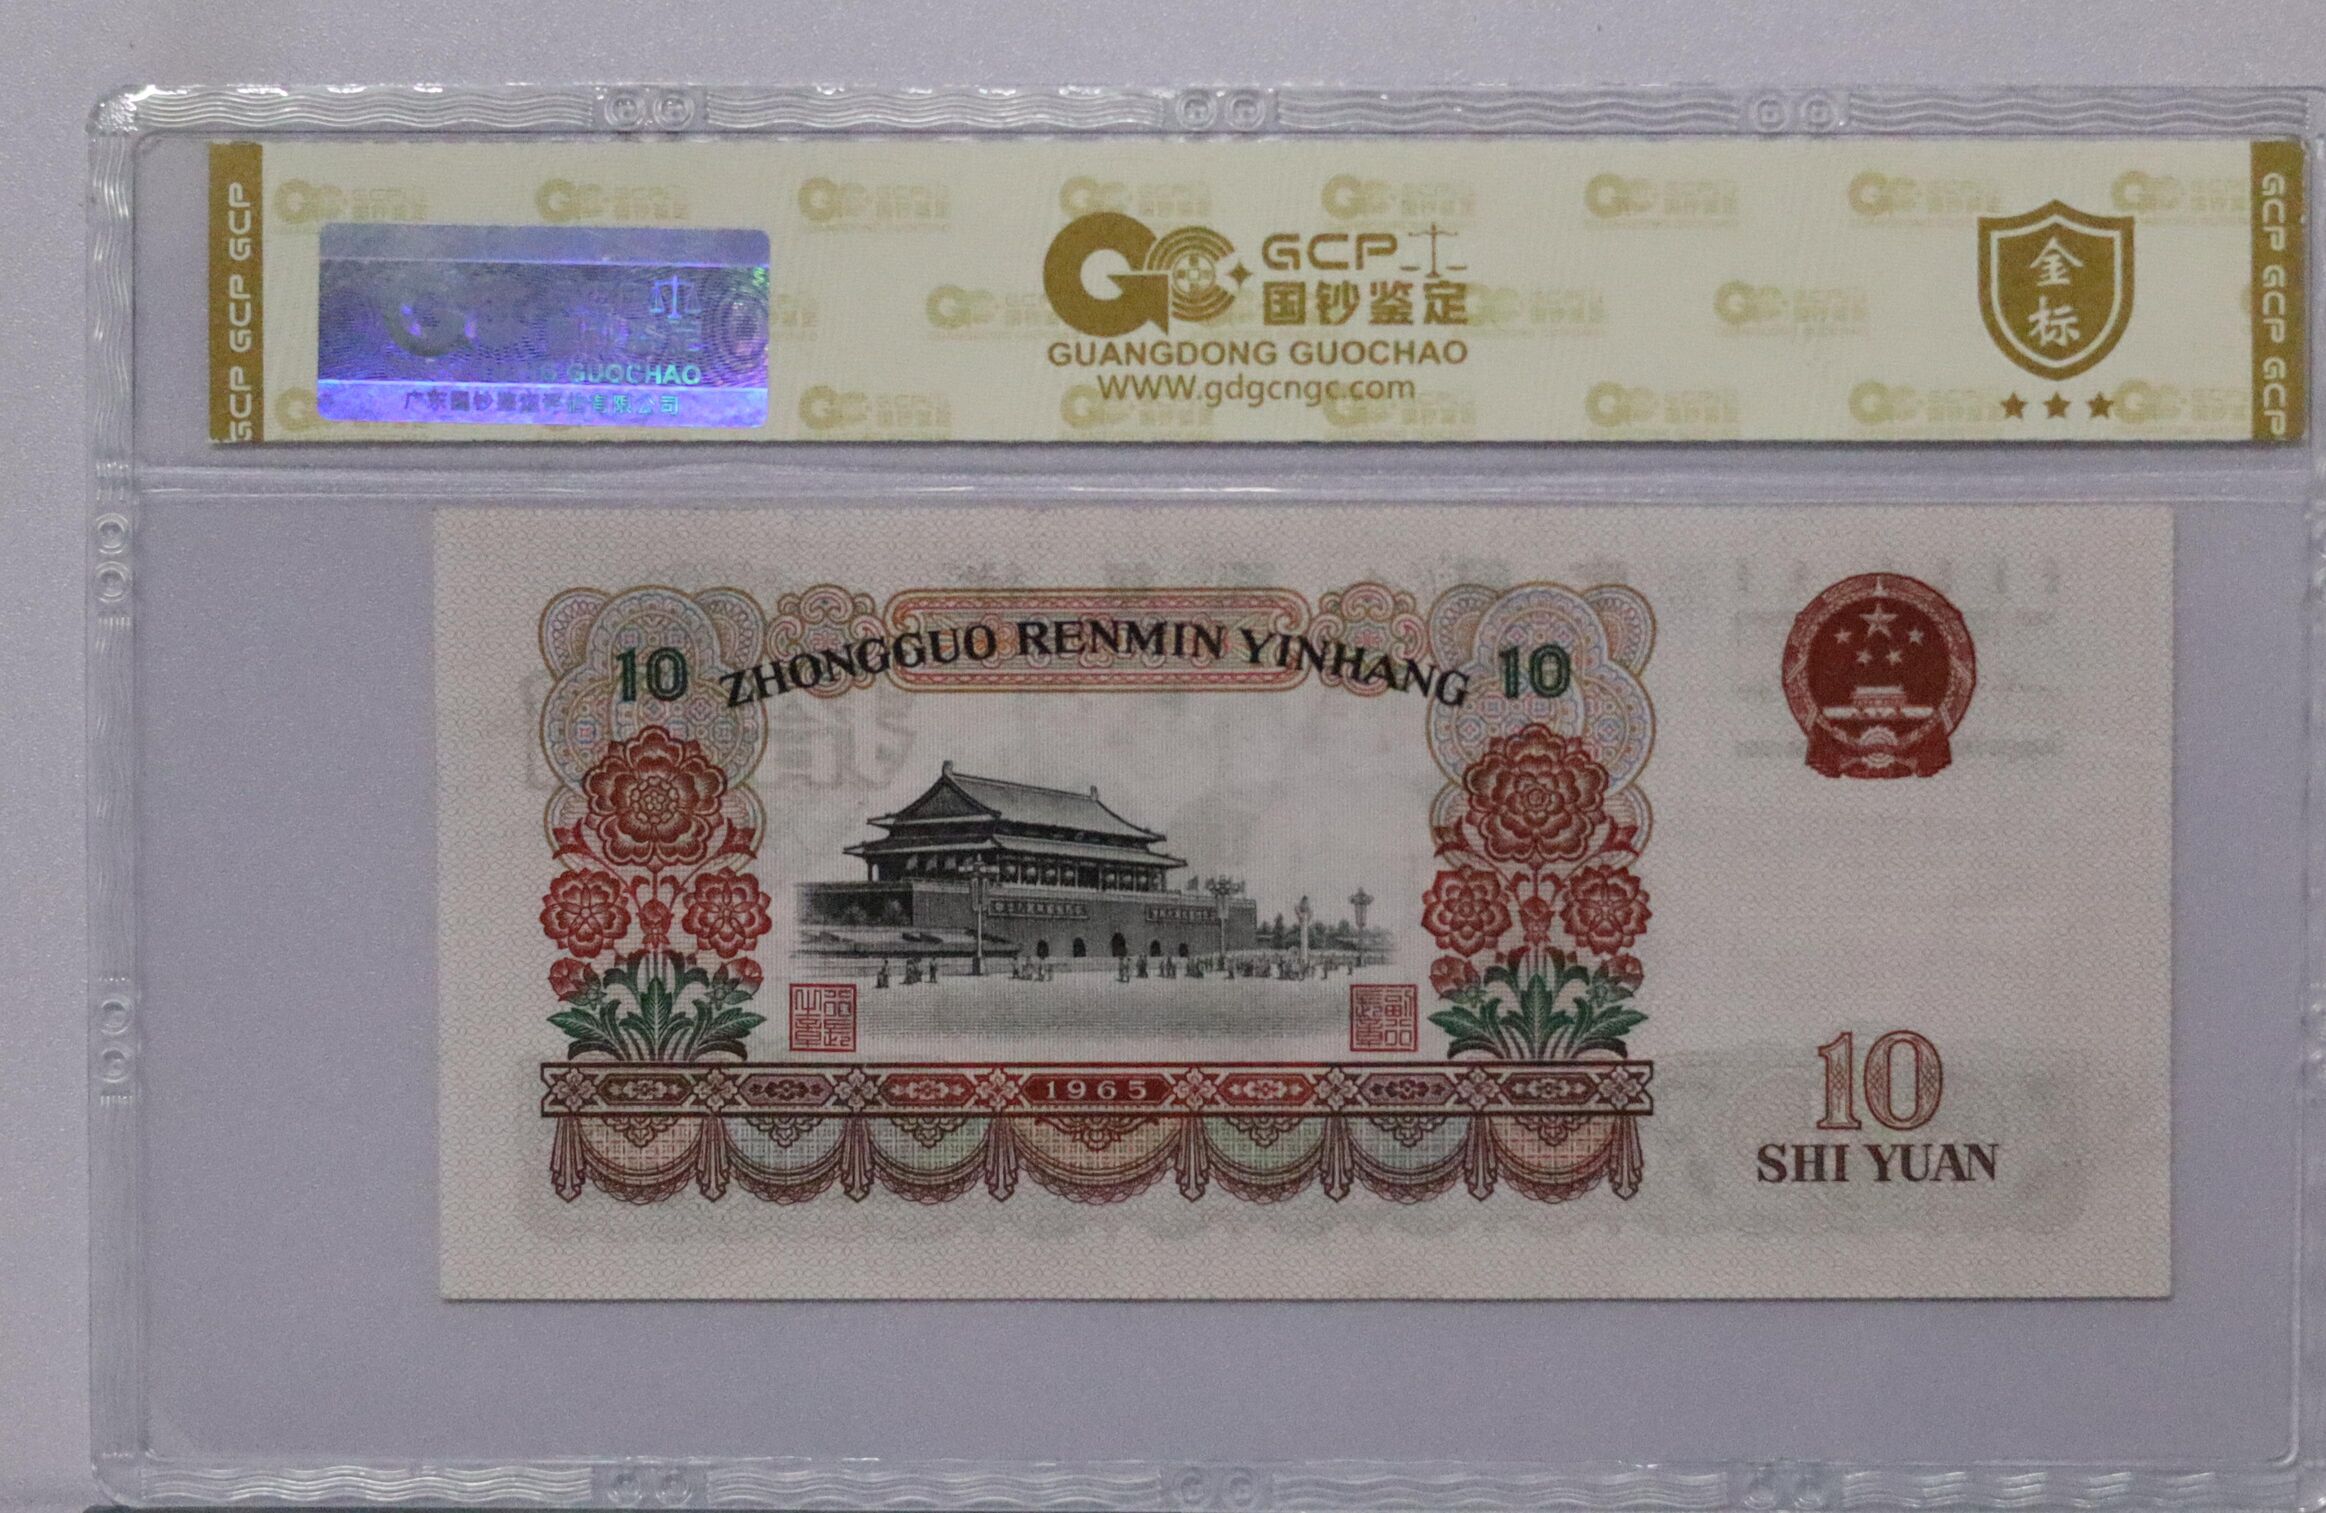 GCP GCP GCP
GCP
国钞鉴定
GUANGDONG GUOCHAO
WWW.gdgcngc.com
金
标
GCP GCP GCP
GUOCHAO
广东国钞鉴定评估有限公司
10 ZHONGGUO RENMIN YINHANG 10
1965
10
SHI YUAN